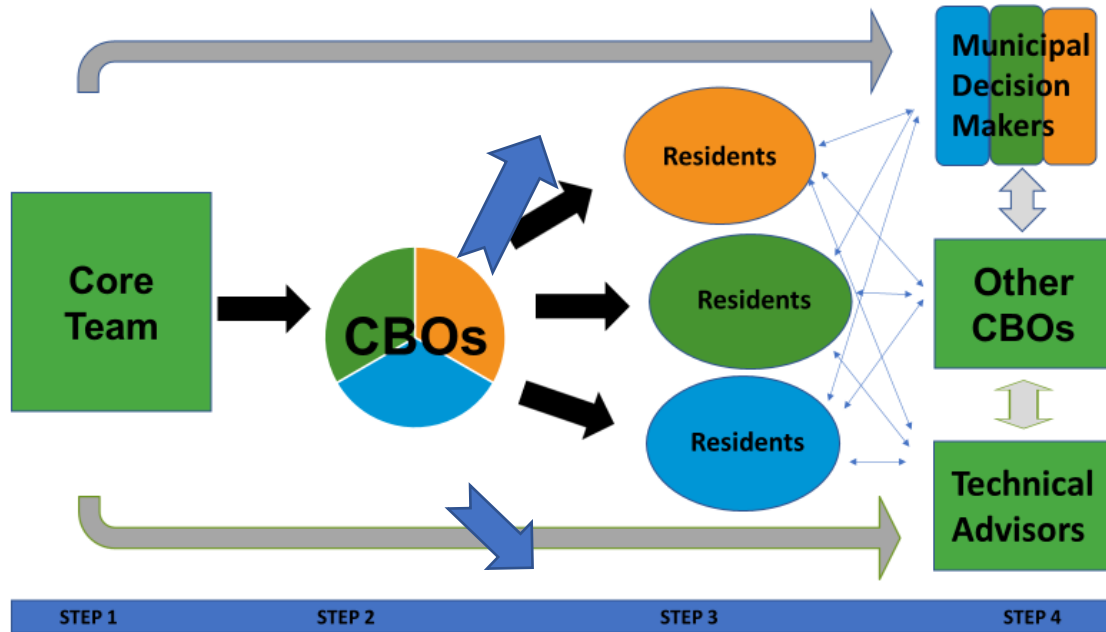 Municipal
Decision
Makers
Residents
Core
Team
CBOs
Residents
Other
CBOs
Residents
Technical
Advisors
STEP 1
STEP 2
STEP 3
STEP 4